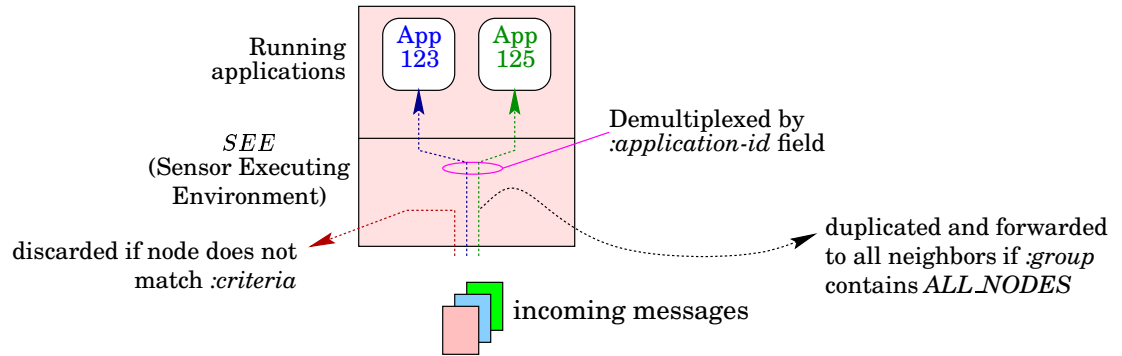 Running
applications
App
123
App
125
SEE
(Sensor Executing
Environment)
Demultiplexed by
:application-id field
discarded if node does not
match :criteria
duplicated and forwarded
to all neighbors if :group
contains ALL_NODES
incoming messages